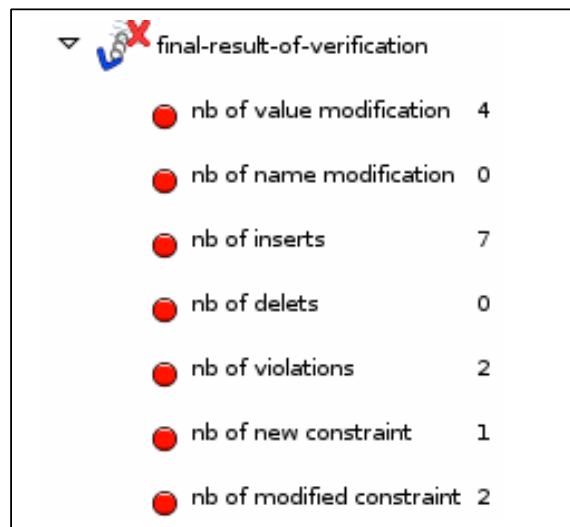 final-result-of-verification
nb of value modification 4
nb of name modification 0
nb of inserts 7
nb of delets 0
nb of violations 2
nb of new constraint 1
nb of modified constraint 2